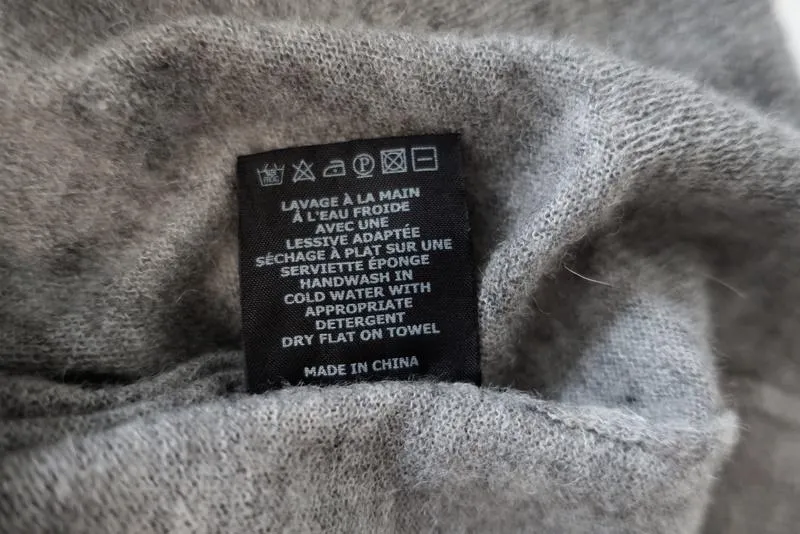 P
LAVAGE À LA MAIN
À L'EAU FROIDE
AVEC UNE
LESSIVE ADAPTÉE
SÉCHAGE À PLAT SUR UNE
SERVIETTE ÉPONGE
HANDWASH IN
COLD WATER WITH
APPROPRIATE
DETERGENT
DRY FLAT ON TOWEL
MADE IN CHINA